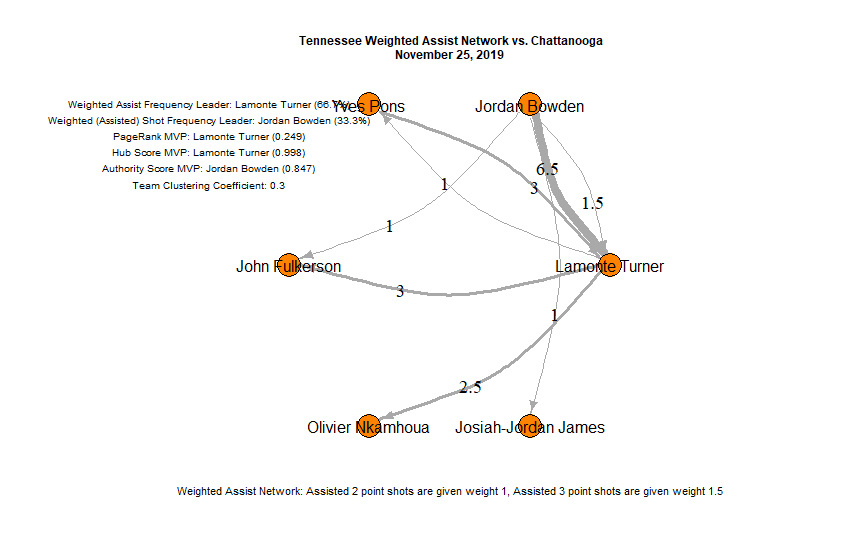 Tennessee Weighted Assist Network vs. Chattanooga
November 25, 2019
Weighted Assist Frequency Leader: Lamonte Turner (66.7%)
Yves Pons
Jordan Bowden
Weighted (Assisted) Shot Frequency Leader: Jordan Bowden (33.3%)
PageRank MVP: Lamonte Turner (0.249)
Hub Score MVP: Lamonte Turner (0.998)
Authority Score MVP: Jordan Bowden (0.847)
Team Clustering Coefficient: 0.3
6.5
1
3
1.5
1
John Fulkerson
Lamonte Turner
3
1
2.5
Olivier Nkamhoua
Josiah-Jordan James
Weighted Assist Network: Assisted 2 point shots are given weight 1, Assisted 3 point shots are given weight 1.5